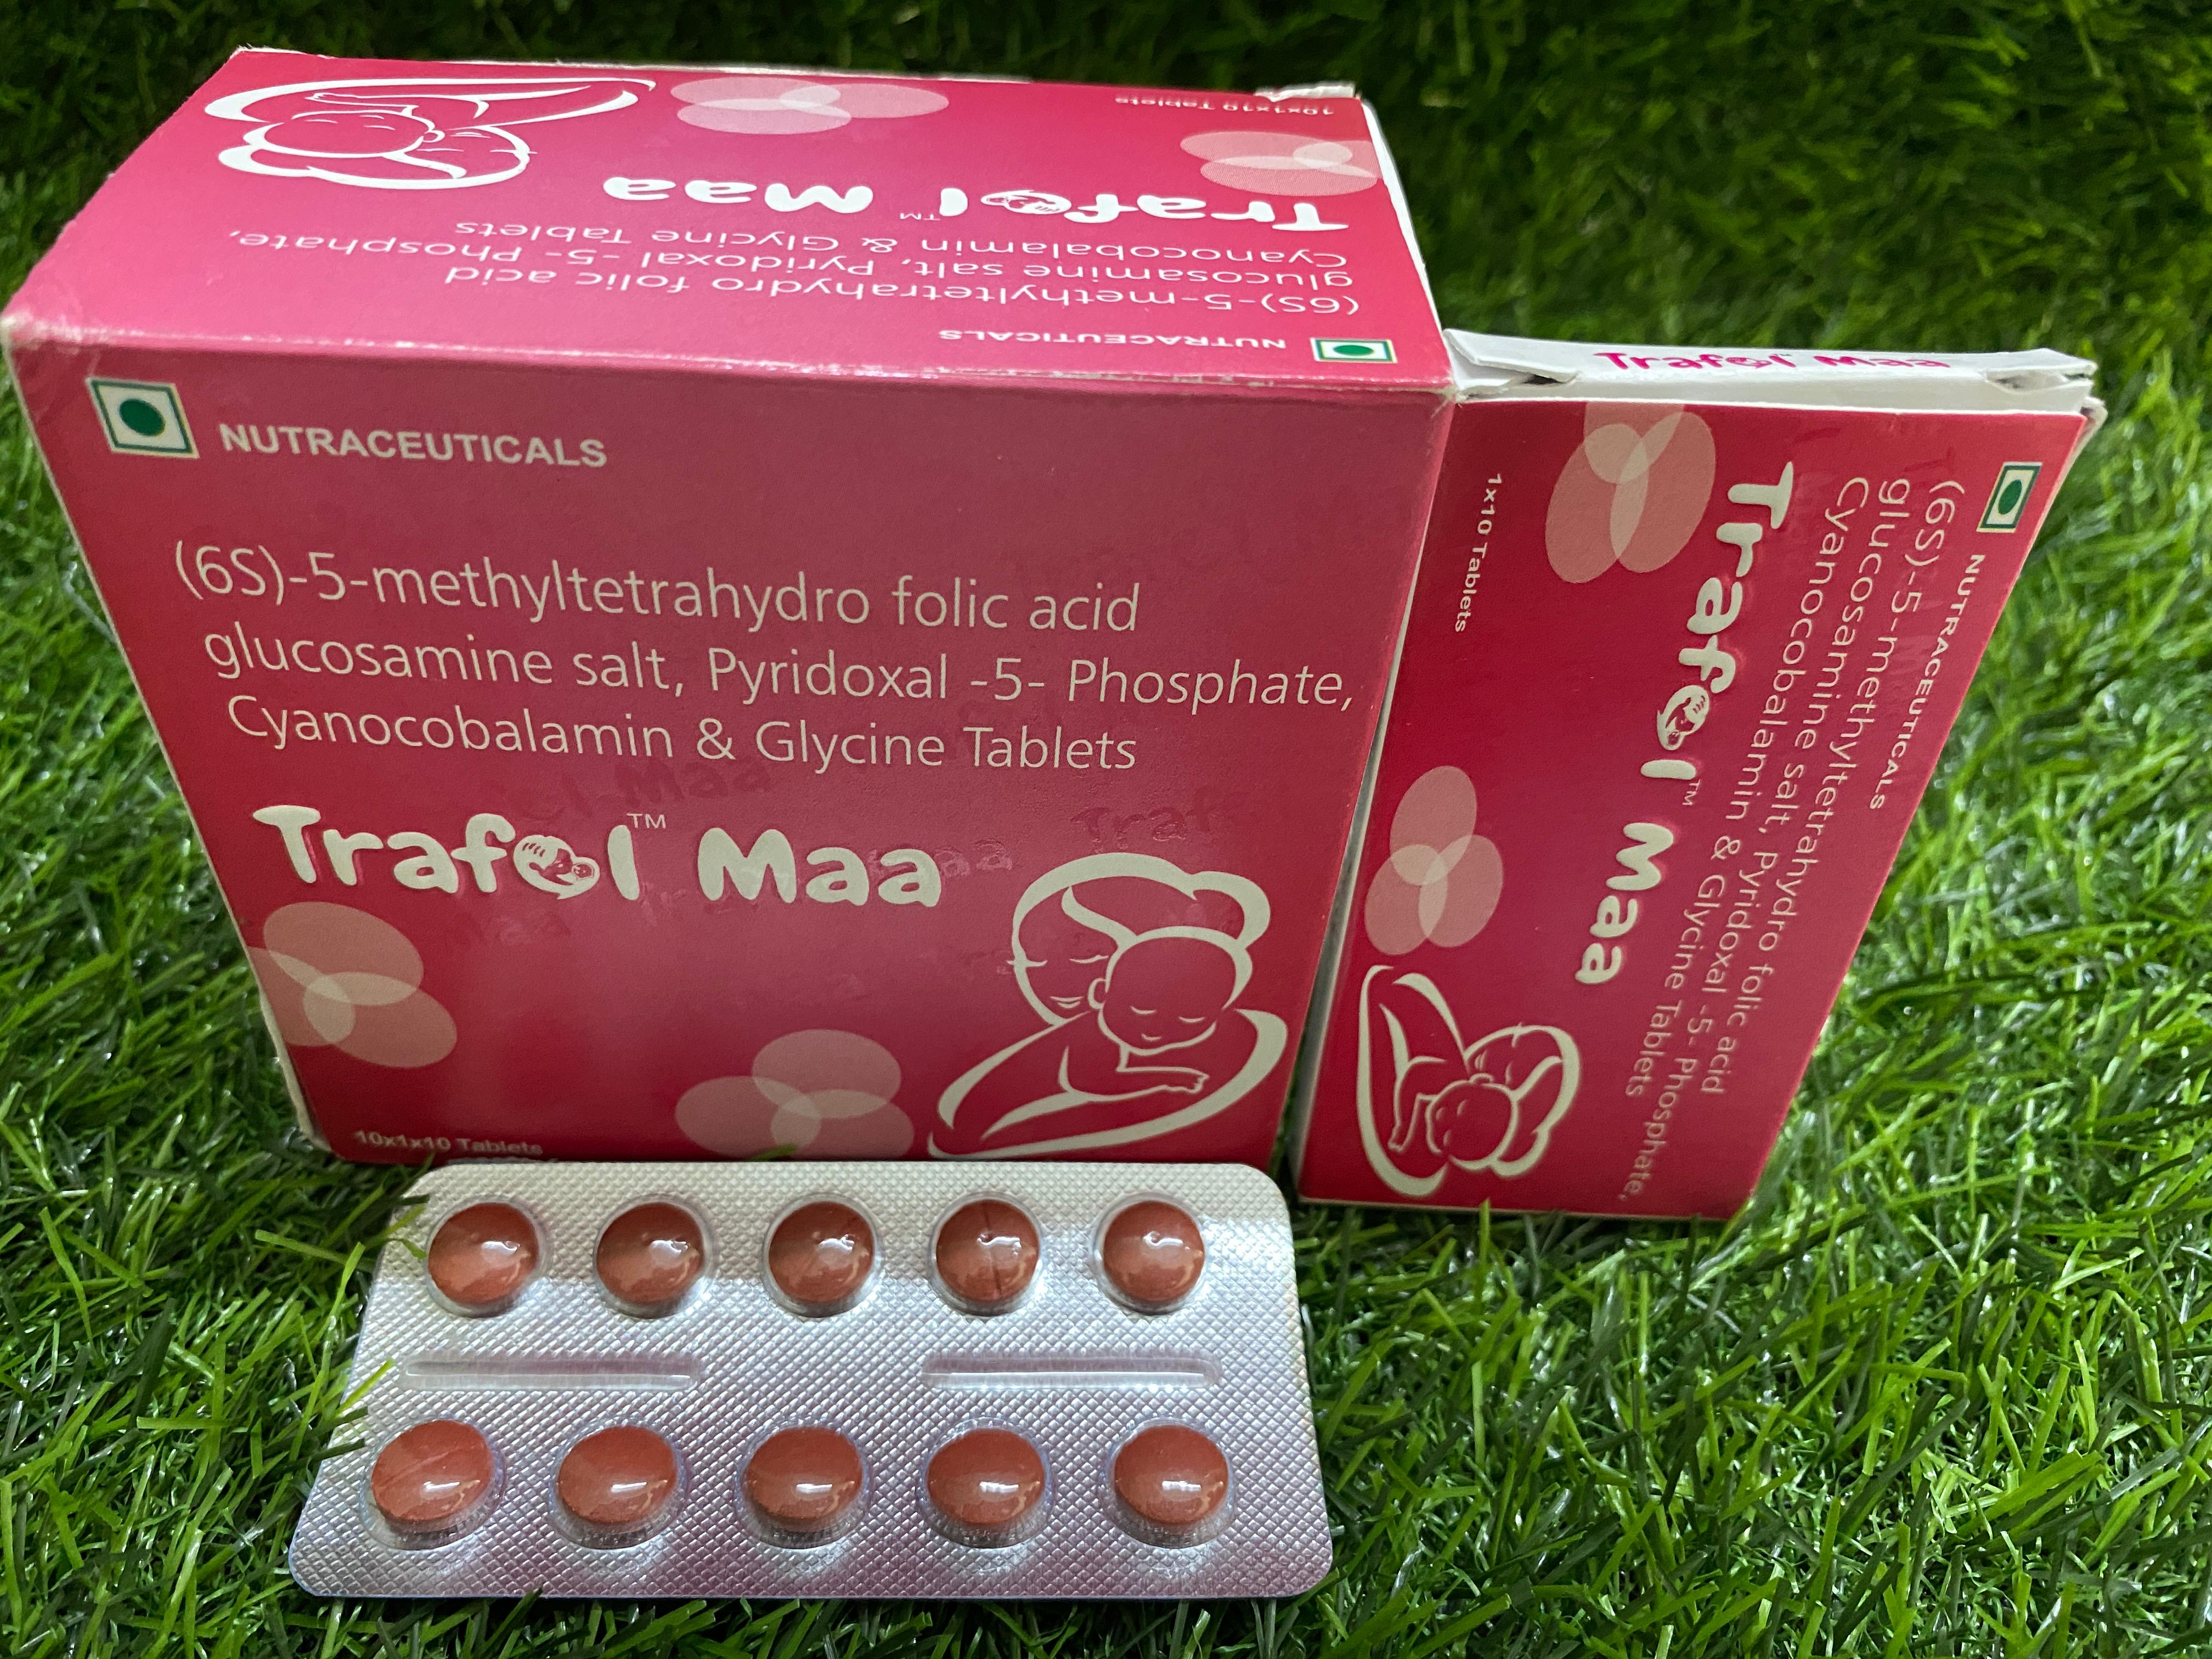 10x1x10 Tablets
Trafol™ Maa
(6S)-5-methyltetrahydro folic acid
glucosamine salt, Pyridoxal -5- Phosphate,
Cyanocobalamin & Glycine Tablets
NUTRACEUTICALS
NUTRACEUTICALS
(6S)-5-methyltetrahydro folic acid
glucosamine salt, Pyridoxal -5- Phosphate,
Cyanocobalamin & Glycine Tablets
Trafol™ Maa
10x1x10 Tablets
Trafol™ Maa
NUTRACEUTICALS
(6S)-5-methyltetrahydro folic acid
glucosamine salt, Pyridoxal -5- Phosphate,
Cyanocobalamin & Glycine Tablets
Trafol™ Maa
1x10 Tablets